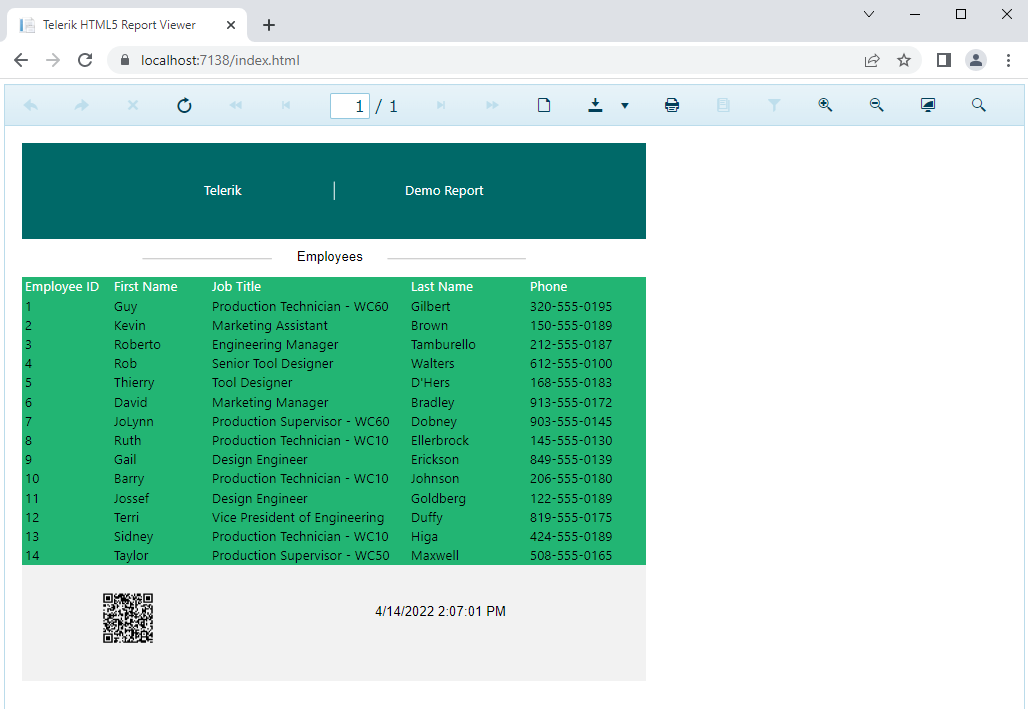 Telerik HTML5 Report Viewer
localhost:7138/index.html
1 / 1
Telerik | Demo Report
Employees
Employee ID First Name Job Title Last Name Phone
1 Guy Production Technician - WC60 Gilbert 320-555-0195
2 Kevin Marketing Assistant Brown 150-555-0189
3 Roberto Engineering Manager Tamburello 212-555-0187
4 Rob Senior Tool Designer Walters 612-555-0100
5 Thierry Tool Designer D'Hers 168-555-0183
6 David Marketing Manager Bradley 913-555-0172
7 JoLynn Production Supervisor - WC60 Dobney 903-555-0145
8 Ruth Production Technician - WC10 Ellerbrock 145-555-0130
9 Gail Design Engineer Erickson 849-555-0139
10 Barry Production Technician - WC10 Johnson 206-555-0180
11 Jossef Design Engineer Goldberg 122-555-0189
12 Terri Vice President of Engineering Duffy 819-555-0175
13 Sidney Production Technician - WC10 Higa 424-555-0189
14 Taylor Production Supervisor - WC50 Maxwell 508-555-0165
4/14/2022 2:07:01 PM